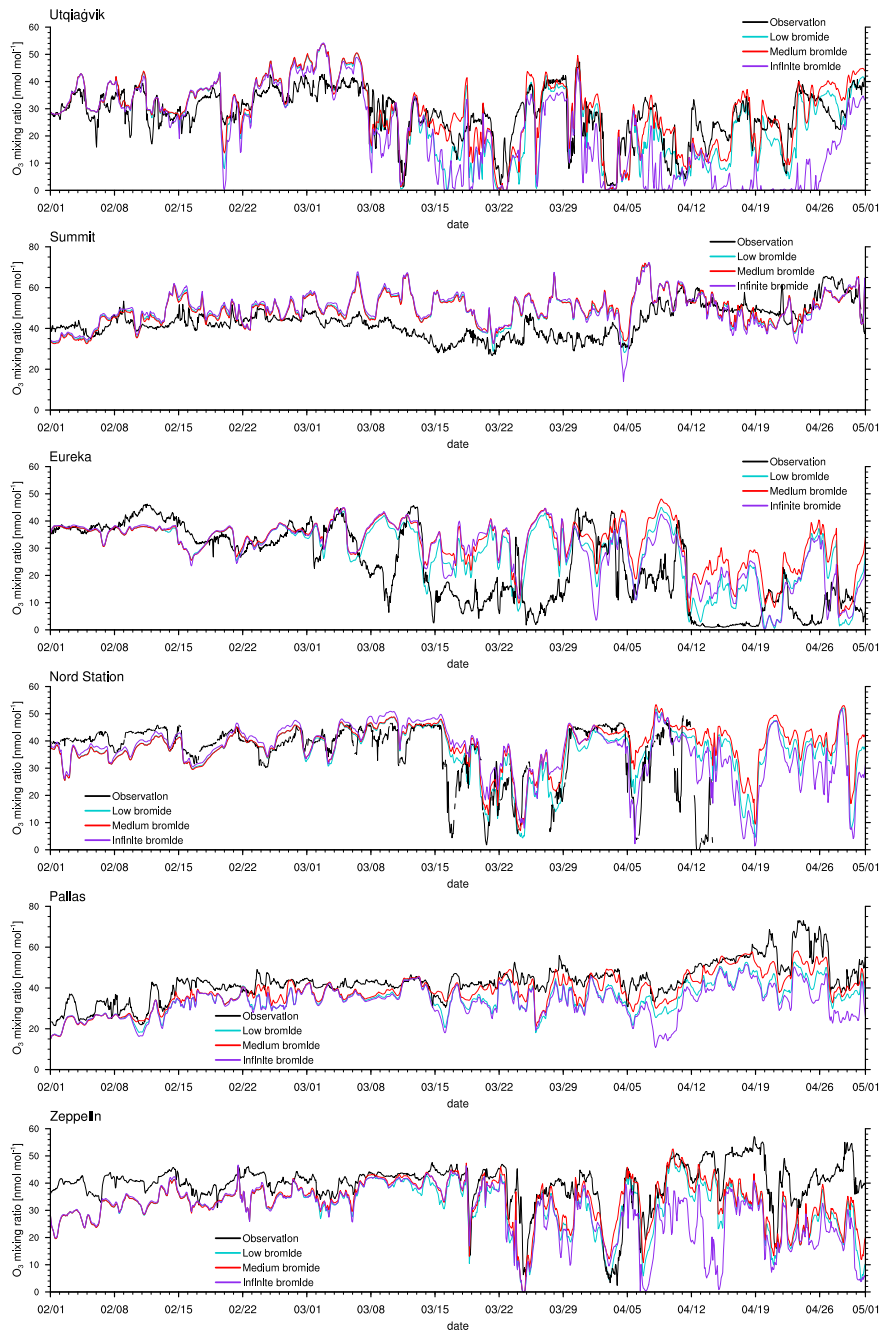 Utqiaġvik
O3 mixing ratio [nmol mol-1]
60
50
40
30
20
10
0
Observation
Low bromide
Medium bromide
Infinite bromide
02/01 02/08 02/15 02/22 03/01 03/08 03/15 03/22 03/29 04/05 04/12 04/19 04/26 05/01
date
Summit
O3 mixing ratio [nmol mol-1]
80
60
40
20
0
Observation
Low bromide
Medium bromide
Infinite bromide
02/01 02/08 02/15 02/22 03/01 03/08 03/15 03/22 03/29 04/05 04/12 04/19 04/26 05/01
date
Eureka
O3 mixing ratio [nmol mol-1]
60
50
40
30
20
10
0
Observation
Low bromide
Medium bromide
Infinite bromide
02/01 02/08 02/15 02/22 03/01 03/08 03/15 03/22 03/29 04/05 04/12 04/19 04/26 05/01
date
Nord Station
O3 mixing ratio [nmol mol-1]
60
50
40
30
20
10
0
Observation
Low bromide
Medium bromide
Infinite bromide
02/01 02/08 02/15 02/22 03/01 03/08 03/15 03/22 03/29 04/05 04/12 04/19 04/26 05/01
date
Pallas
O3 mixing ratio [nmol mol-1]
80
60
40
20
0
Observation
Low bromide
Medium bromide
Infinite bromide
02/01 02/08 02/15 02/22 03/01 03/08 03/15 03/22 03/29 04/05 04/12 04/19 04/26 05/01
date
Zeppelin
O3 mixing ratio [nmol mol-1]
60
50
40
30
20
10
0
Observation
Low bromide
Medium bromide
Infinite bromide
02/01 02/08 02/15 02/22 03/01 03/08 03/15 03/22 03/29 04/05 04/12 04/19 04/26 05/01
date